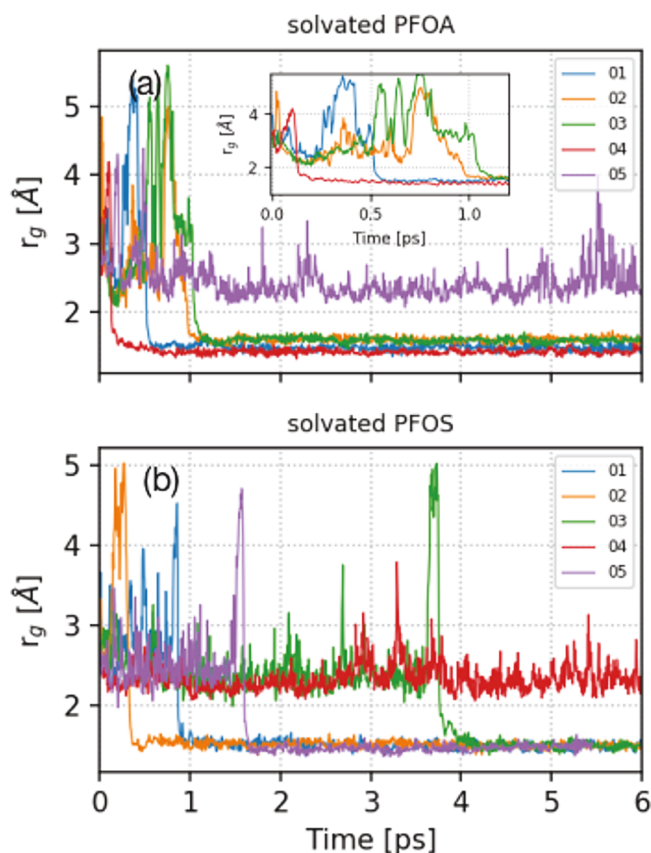 solvated PFOA
(a)
5
4
3
2
r_g [Å]
01
02
03
04
05
4
2
r_g [Å]
0.0 0.5 1.0
Time [ps]
solvated PFOS
(b)
5
4
3
2
r_g [Å]
01
02
03
04
05
0 1 2 3 4 5 6
Time [ps]